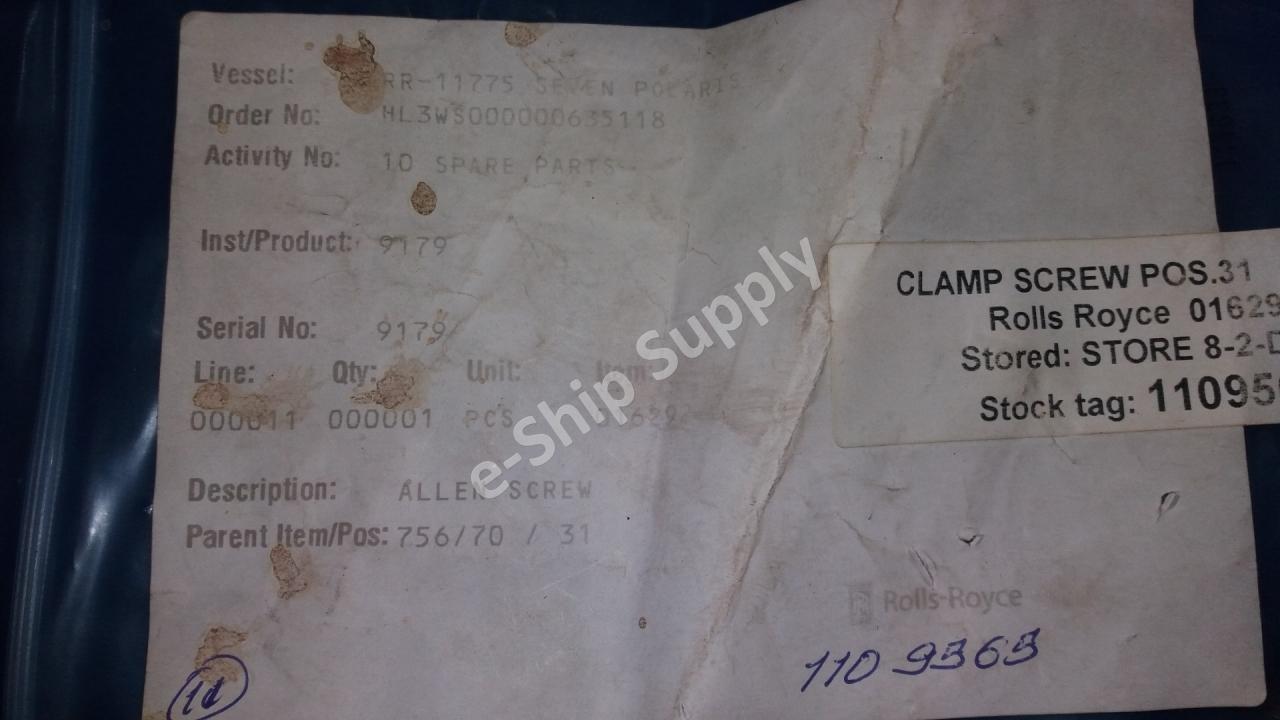 Vessel: RR-11775 SEVEN POLARIS
Order No: HL3WS000000635118
Activity No: 10 SPARE PARTS
Inst/Product: 9179
Serial No: 9179
Line: Qty: Unit: Item:
000011 000001 PCS
Description: ALLEN SCREW
Parent Item/Pos: 756/70 / 31
CLAMP SCREW POS.31
Rolls Royce 01629
Stored: STORE 8-2-D
Stock tag: 11095
Rolls-Royce
110 9363
e-Ship Supply